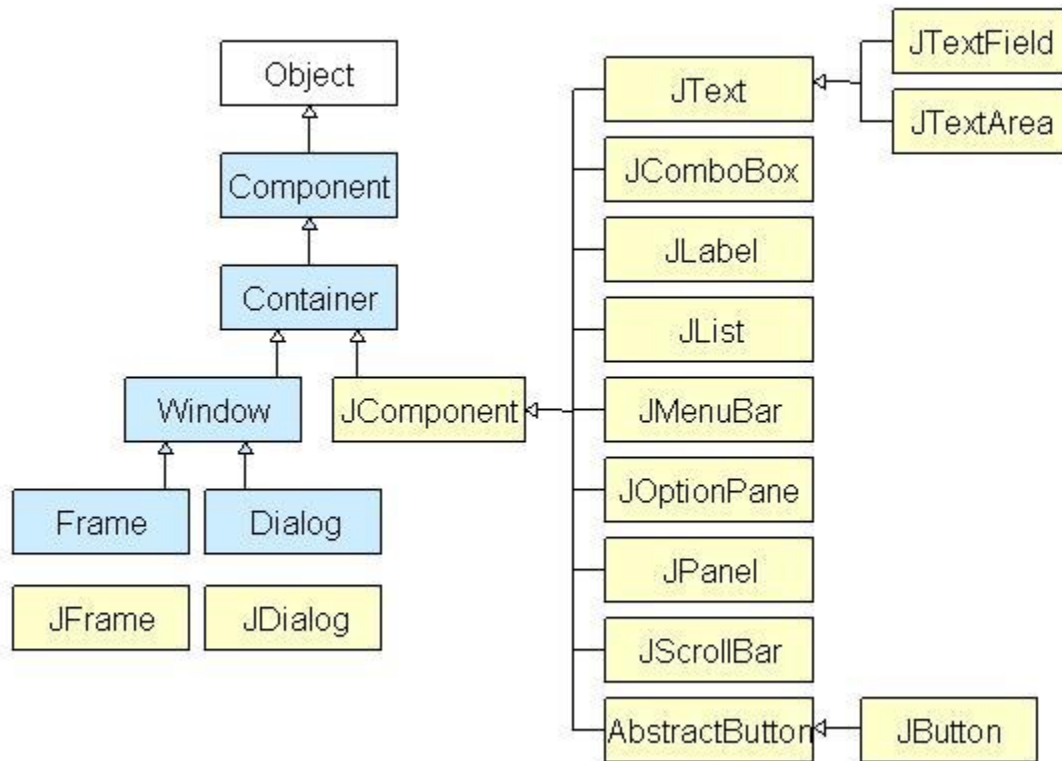 Object
Component
Container
Window
JComponent
Frame
Dialog
JFrame
JDialog
JText
JComboBox
JLabel
JList
JMenuBar
JOptionPane
JPanel
JScrollBar
AbstractButton
JTextField
JTextArea
JButton